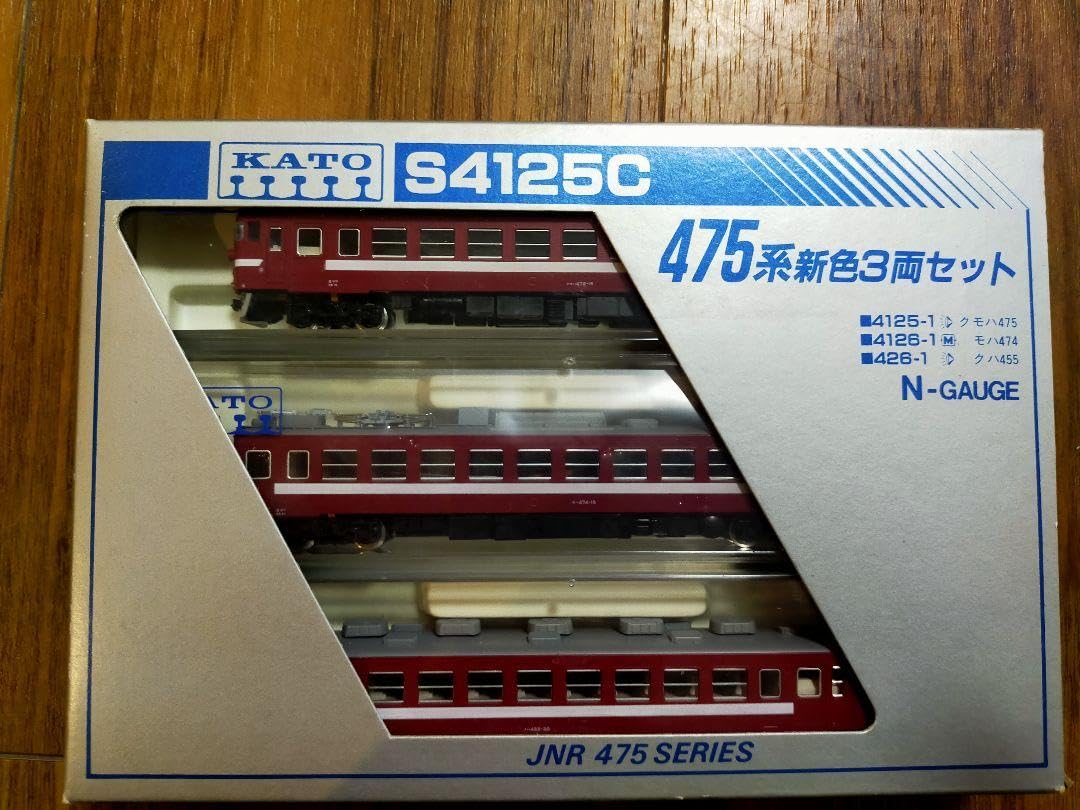 KATO
S4125C
475系新色3両セット
■4125-1 クモハ475
■4126-1 M モハ474
■426-1 クハ455
N-GAUGE
KATO
JNR 475 SERIES